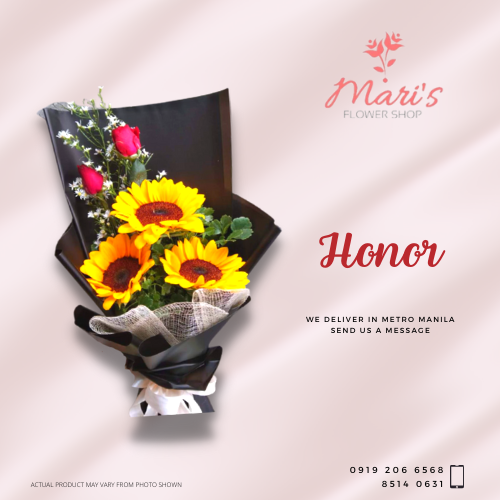 Mari's
FLOWER SHOP
Honor
WE DELIVER IN METRO MANILA
SEND US A MESSAGE
0919 206 6568
8514 0631
ACTUAL PRODUCT MAY VARY FROM PHOTO SHOWN